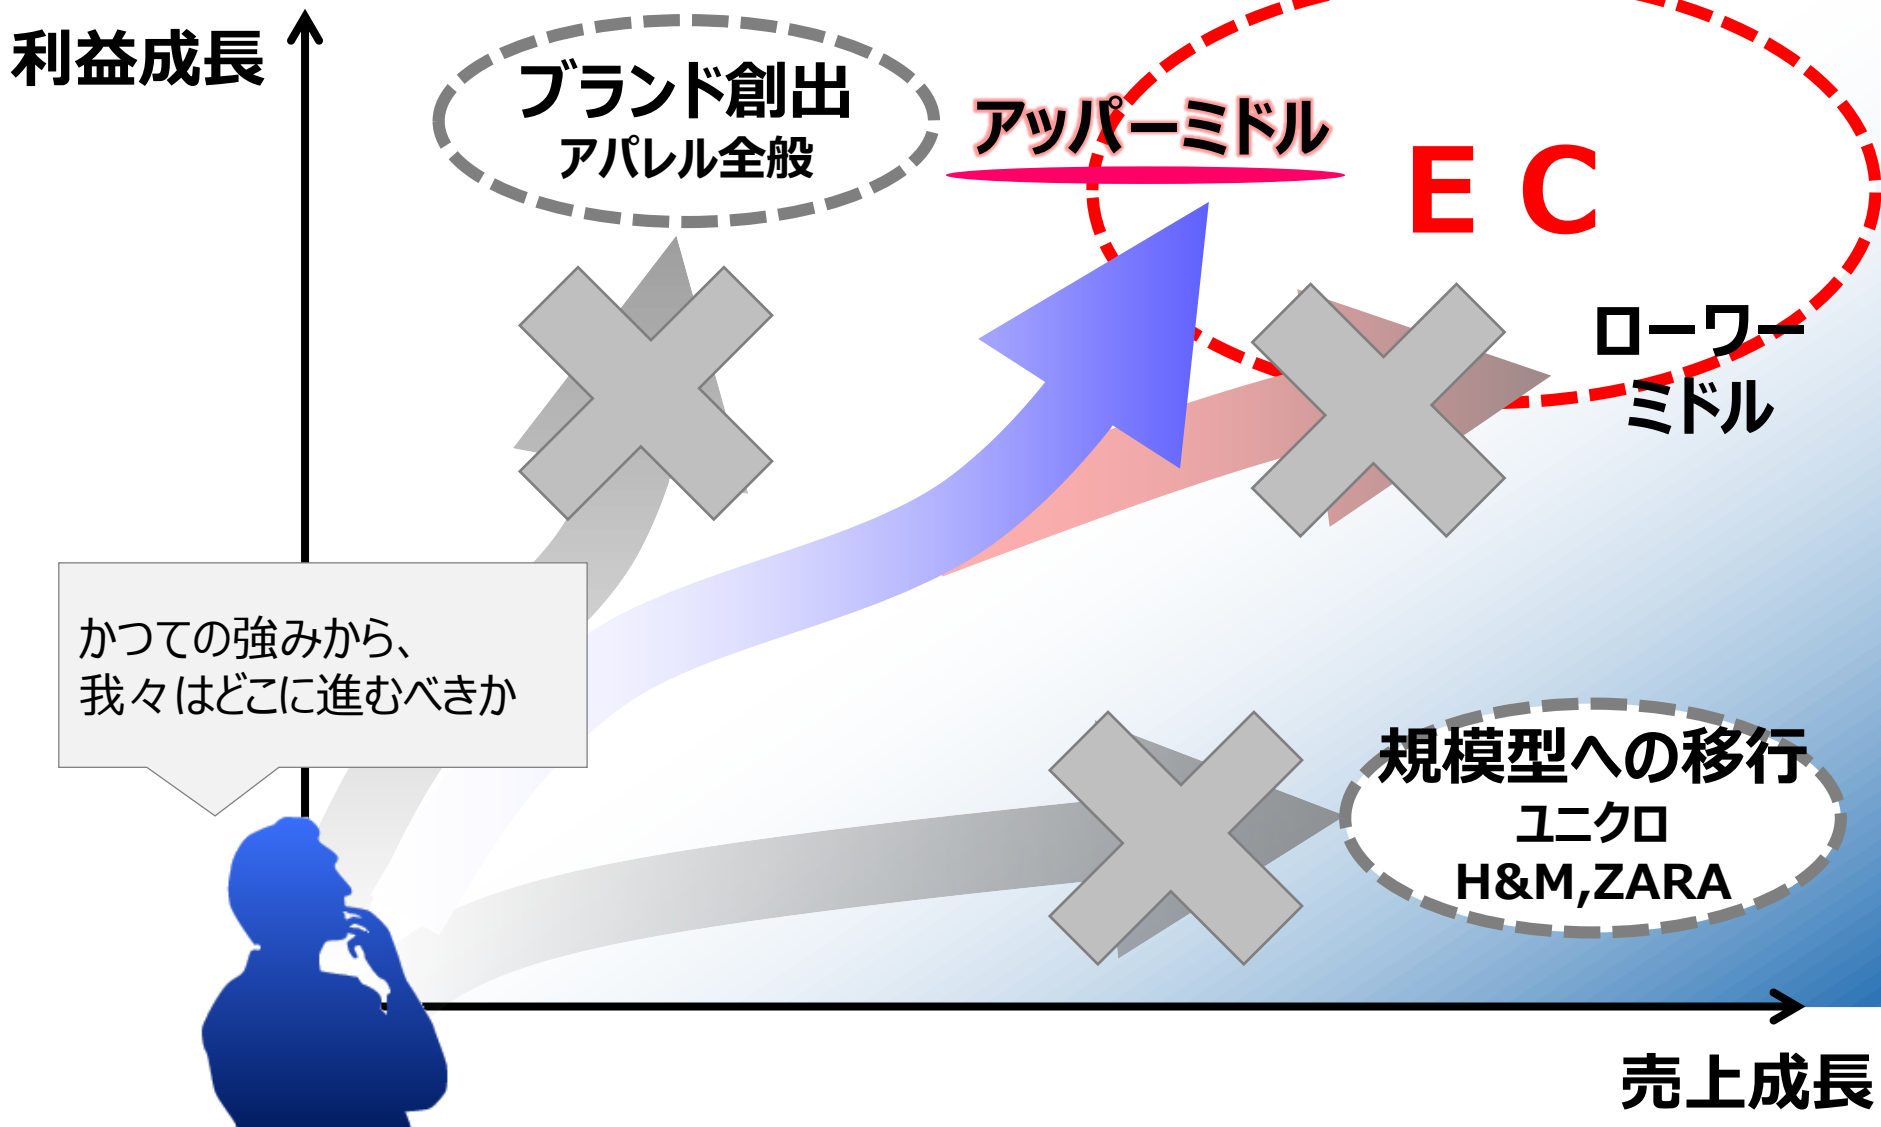 利益成長
ブランド創出
アパレル全般
アッパーミドル
ＥＣ
ローワー
ミドル
かつての強みから、
我々はどこに進むべきか
規模型への移行
ユニクロ
H&M,ZARA
売上成長